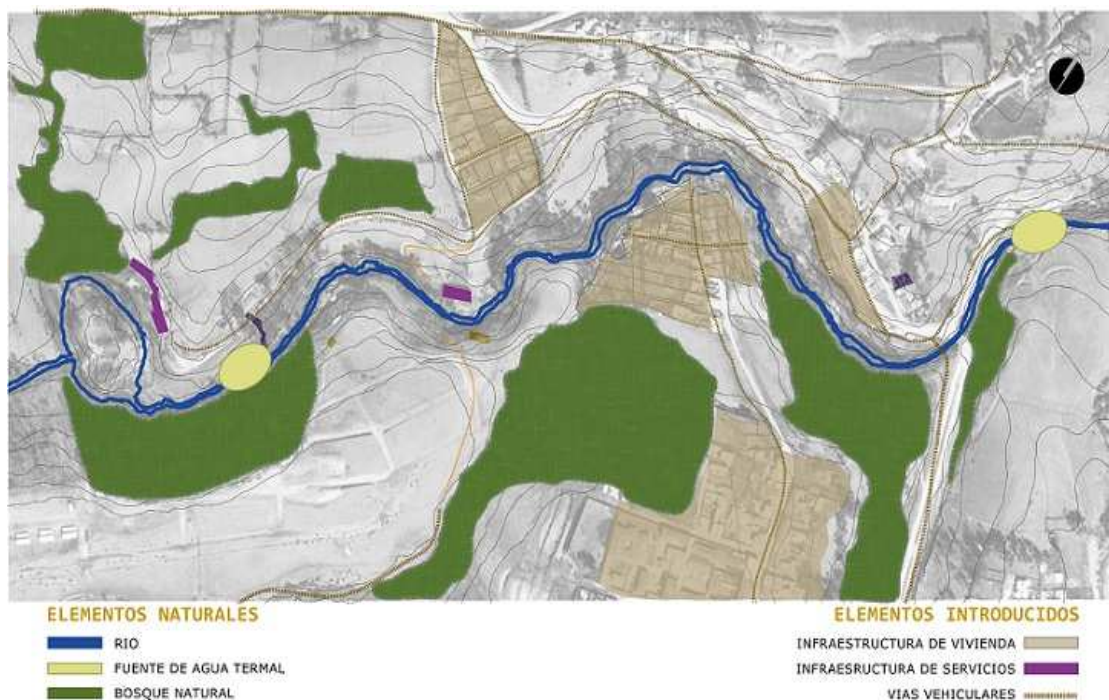 ELEMENTOS NATURALES
RIO
FUENTE DE AGUA TERMAL
BOSQUE NATURAL
ELEMENTOS INTRODUCIDOS
INFRAESTRUCTURA DE VIVIENDA
INFRAESRUCTURA DE SERVICIOS
VIAS VEHICULARES